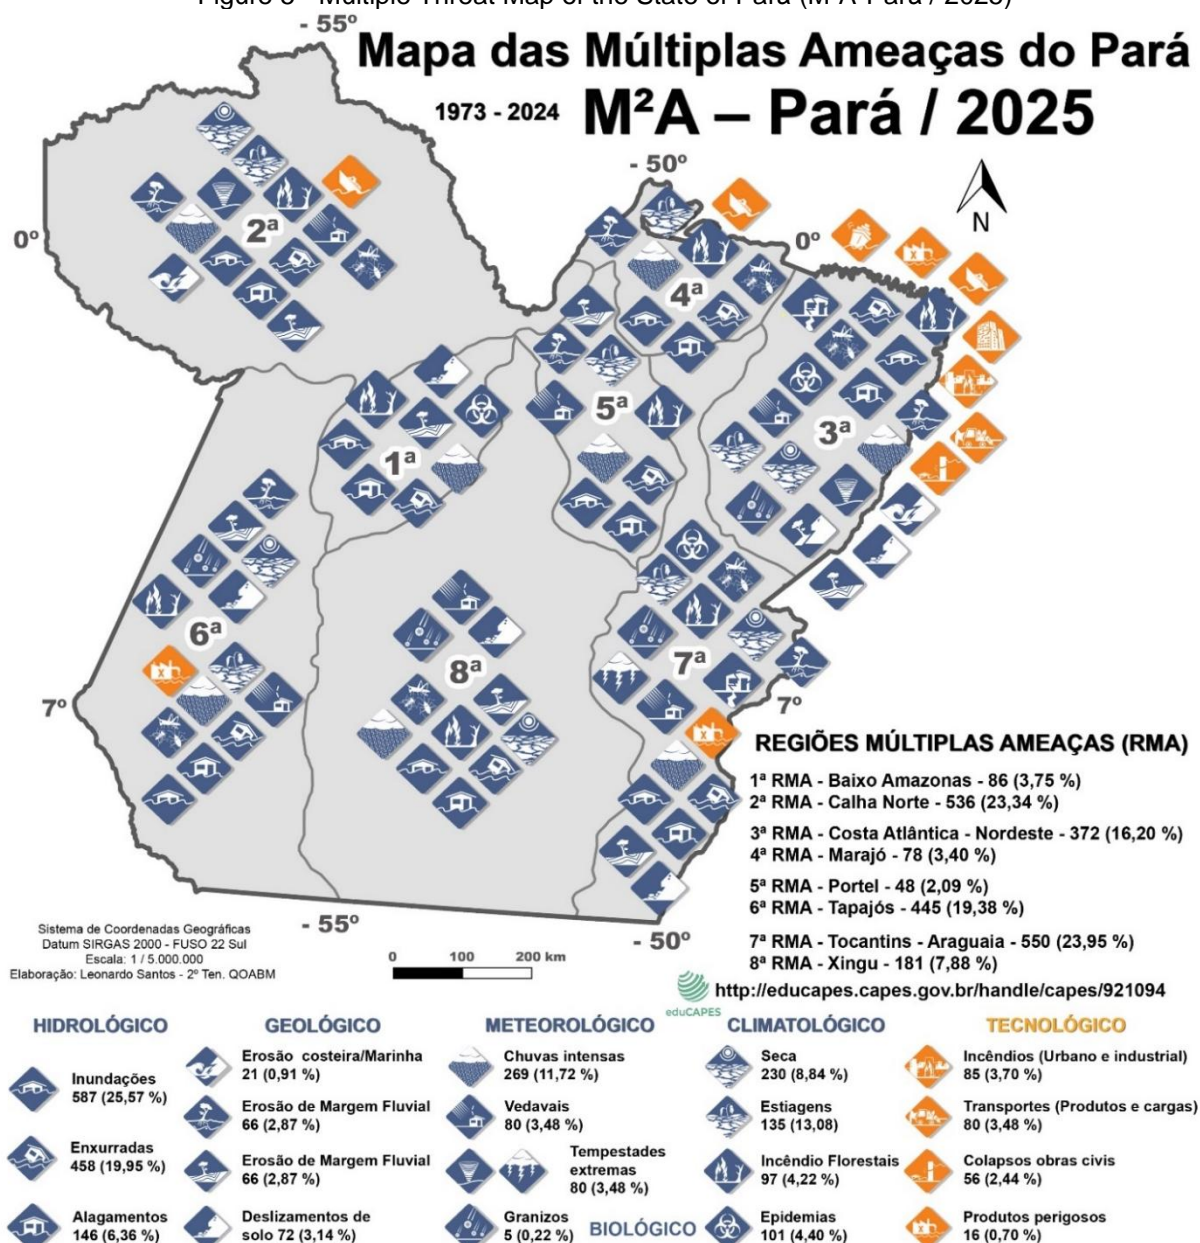 Figure 3 - Multiple Threat Map of the State of Pará (M²A-Pará / 2025)
Mapa das Múltiplas Ameaças do Pará
1973 - 2024 M²A – Pará / 2025
- 55º
- 50º
N
0º
0º
2ª
4ª
5ª
3ª
1ª
6ª
8ª
7ª
7º
7º
- 55º
- 50º
REGIÕES MÚLTIPLAS AMEAÇAS (RMA)
1ª RMA - Baixo Amazonas - 86 (3,75 %)
2ª RMA - Calha Norte - 536 (23,34 %)
3ª RMA - Costa Atlântica - Nordeste - 372 (16,20 %)
4ª RMA - Marajó - 78 (3,40 %)
5ª RMA - Portel - 48 (2,09 %)
6ª RMA - Tapajós - 445 (19,38 %)
7ª RMA - Tocantins - Araguaia - 550 (23,95 %)
8ª RMA - Xingu - 181 (7,88 %)
Sistema de Coordenadas Geográficas
Datum SIRGAS 2000 - FUSO 22 Sul
Escala: 1 / 5.000.000
Elaboração: Leonardo Santos - 2º Ten. QOABM
0 100 200 km
eduCAPES
http://educapes.capes.gov.br/handle/capes/921094
HIDROLÓGICO
Inundações
587 (25,57 %)
Enxurradas
458 (19,95 %)
Alagamentos
146 (6,36 %)
GEOLÓGICO
Erosão costeira/Marinha
21 (0,91 %)
Erosão de Margem Fluvial
66 (2,87 %)
Erosão de Margem Fluvial
66 (2,87 %)
Deslizamentos de
solo 72 (3,14 %)
METEOROLÓGICO
Chuvas intensas
269 (11,72 %)
Vedavais
80 (3,48 %)
Tempestades
extremas
80 (3,48 %)
Granizos
5 (0,22 %)
CLIMATOLÓGICO
Seca
230 (8,84 %)
Estiagens
135 (13,08)
Incêndio Florestais
97 (4,22 %)
BIOLÓGICO
Epidemias
101 (4,40 %)
TECNOLÓGICO
Incêndios (Urbano e industrial)
85 (3,70 %)
Transportes (Produtos e cargas)
80 (3,48 %)
Colapsos obras civis
56 (2,44 %)
Produtos perigosos
16 (0,70 %)